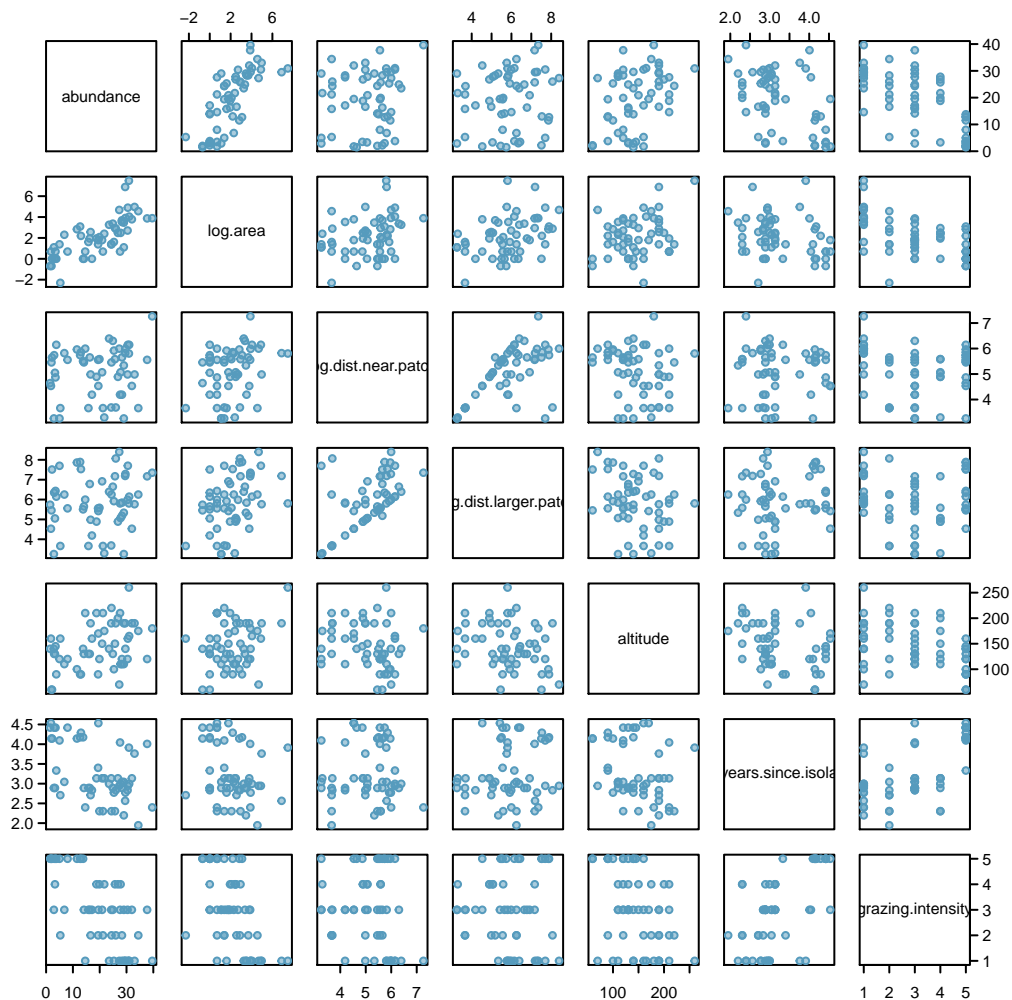 −2 2 6 4 6 8 2.0 3.0 4.0
abundance 0 10 20 30 40
−2 0 2 4 6 log.area
g.dist.near.patc 4 5 6 7
4 5 6 7 8 g.dist.larger.patc
altitude 100 150 200 250
2.0 2.5 3.0 3.5 4.0 4.5 years.since.isola
grazing.intensity 1 2 3 4 5
0 10 30 4 5 6 7 100 200 1 2 3 4 5